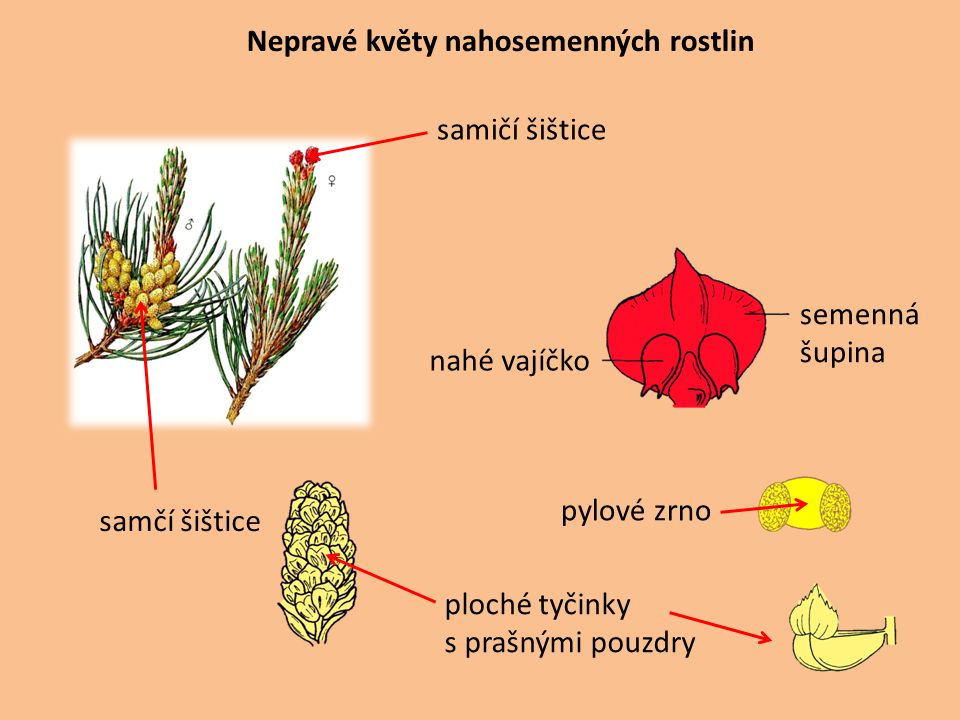 Nepravé květy nahosemenných rostlin
samičí šištice
♀
♂
semenná
šupina
nahé vajíčko
pylové zrno
samčí šištice
ploché tyčinky
s prašnými pouzdry